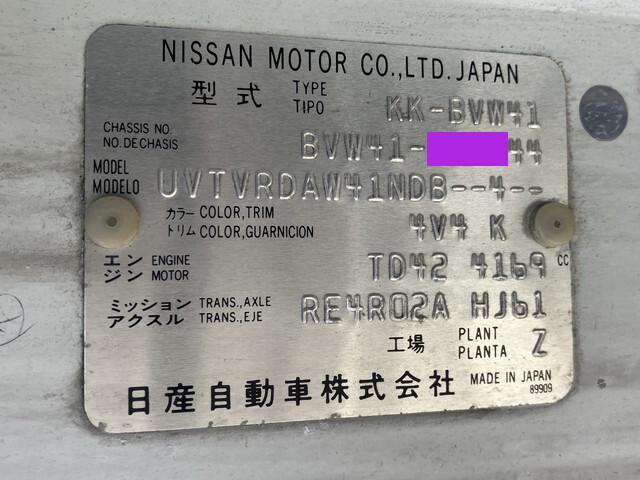 NISSAN MOTOR CO.,LTD. JAPAN
型式 TYPE TIPO KK-BVW41
CHASSIS NO. NO. DE CHASIS BVW41- 44
MODEL MODELO UVTVRDAW41NDB--4--
カラー COLOR,TRIM トリム COLOR,GUARNICION 4V4 K
エンジン ENGINE MOTOR TD42 4169 CC
ミッション TRANS.,AXLE アクスル TRANS.,EJE RE4R02A HJ61
工場 PLANT PLANTA Z
日産自動車株式会社 MADE IN JAPAN
89909